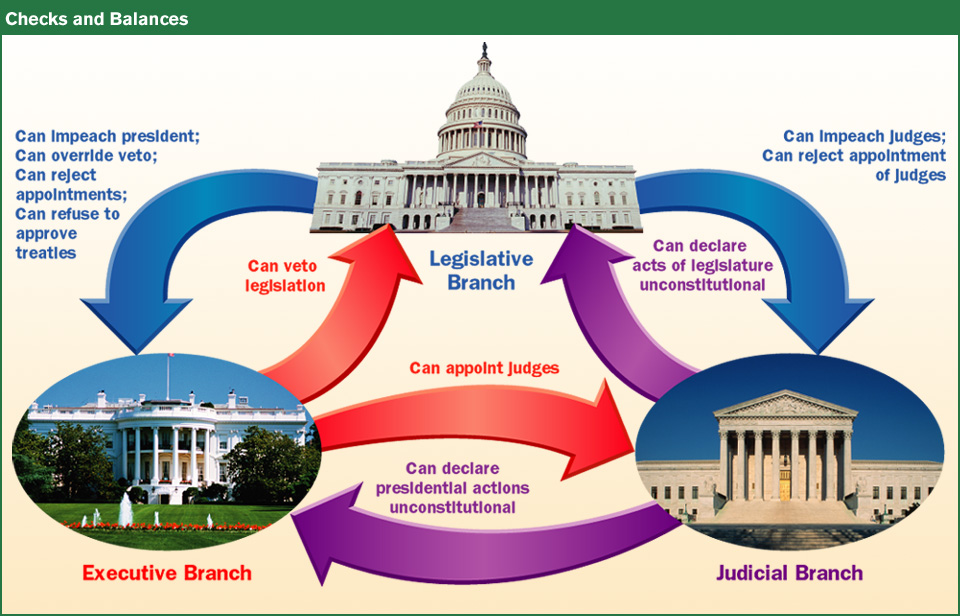 Checks and Balances
Can impeach president;
Can override veto;
Can reject
appointments;
Can refuse to
approve
treaties
Can impeach judges;
Can reject appointment
of judges
Can veto
legislation
Legislative
Branch
Can declare
acts of legislature
unconstitutional
Can appoint judges
Can declare
presidential actions
unconstitutional
Executive Branch
Judicial Branch